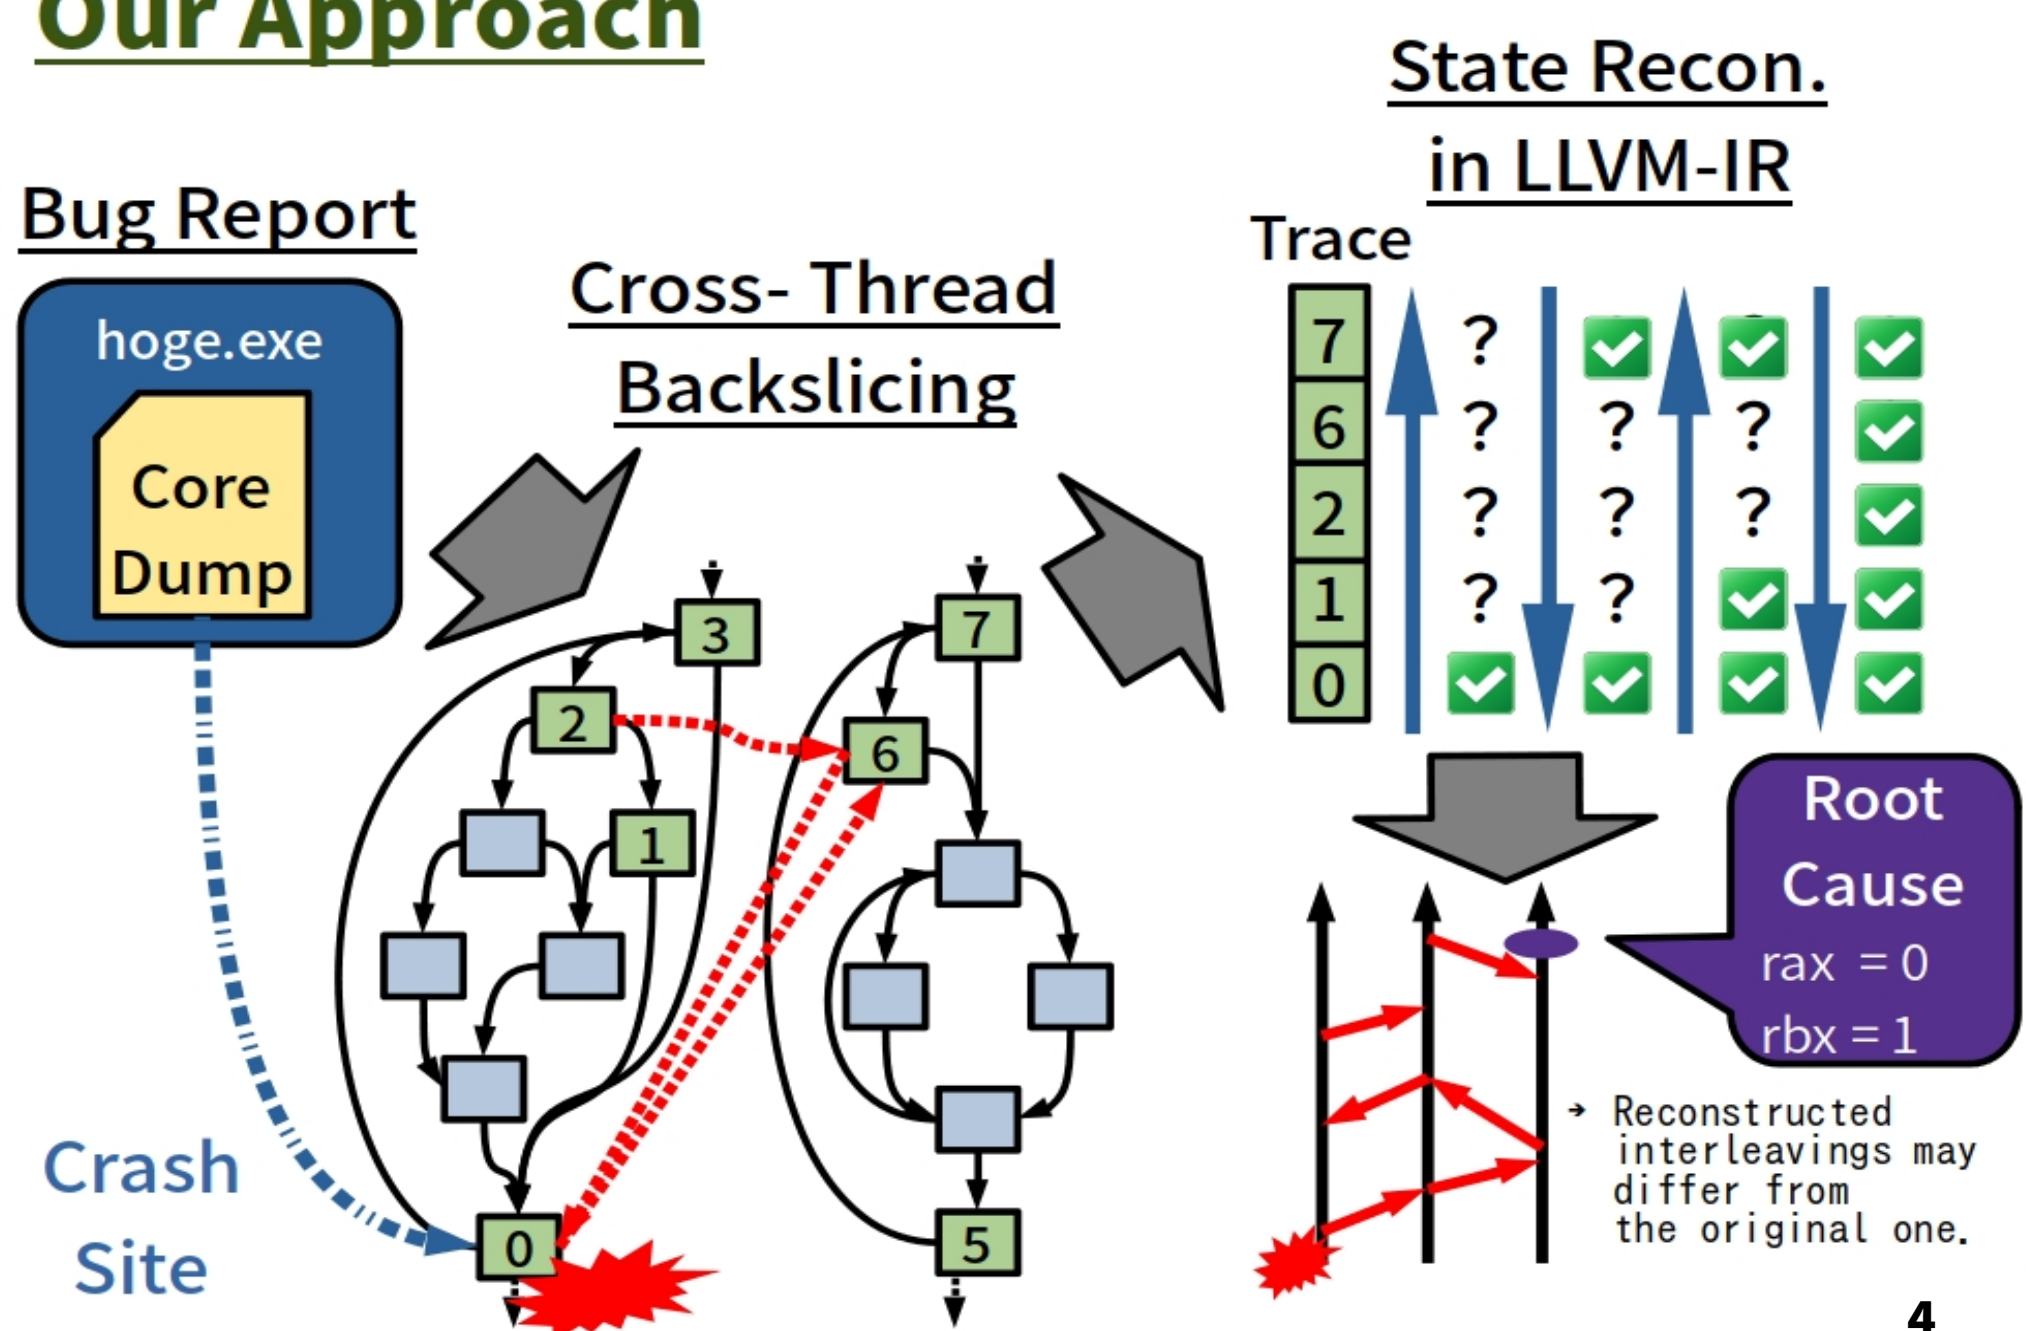 Our Approach
Bug Report
hoge.exe
Core
Dump
Crash
Site
Cross- Thread
Backslicing
3
2
1
0
7
6
5
State Recon.
in LLVM-IR
Trace
7 ?
6 ? ? ?
2 ? ? ?
1 ? ?
0
Root
Cause
rax = 0
rbx = 1
→ Reconstructed
interleavings may
differ from
the original one.
4